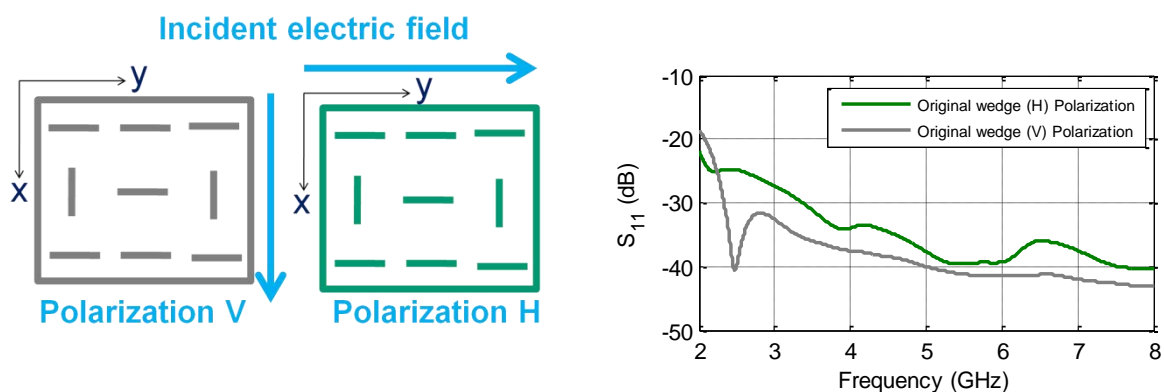 Incident electric field
y
x
Polarization V
y
x
Polarization H
-10
-20
-30
-40
-50
S11 (dB)
2 3 4 5 6 7 8
Frequency (GHz)
Original wedge (H) Polarization
Original wedge (V) Polarization